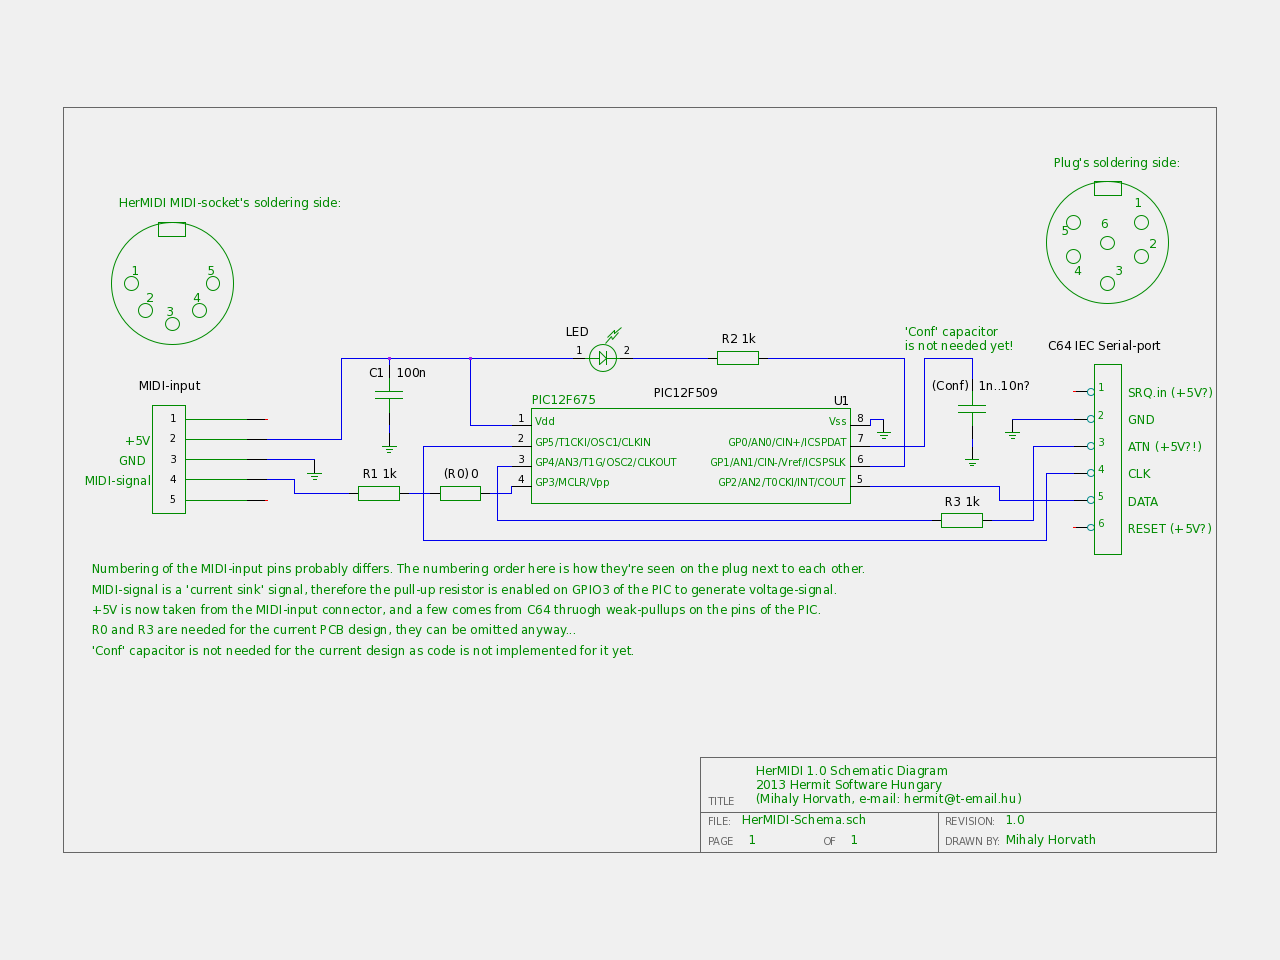 Plug's soldering side:
HerMIDI MIDI-socket's soldering side:
1
5
6
2
4
3
1
5
2
4
3
LED
1
2
R2 1k
'Conf' capacitor
is not needed yet!
C64 IEC Serial-port
C1 100n
MIDI-input
PIC12F675
PIC12F509
U1
(Conf) 1n..10n?
1
SRQ.in (+5V?)
1
1 Vdd
Vss 8
2 GND
+5V 2
2 GP5/T1CKI/OSC1/CLKIN
GP0/AN0/CIN+/ICSPDAT 7
3 ATN (+5V?!)
GND 3
3 GP4/AN3/T1G/OSC2/CLKOUT
GP1/AN1/CIN-/Vref/ICSPSLK 6
4 CLK
MIDI-signal 4
R1 1k
(R0) 0
4 GP3/MCLR/Vpp
GP2/AN2/T0CKI/INT/COUT 5
5
R3 1k
5 DATA
6 RESET (+5V?)
Numbering of the MIDI-input pins probably differs. The numbering order here is how they're seen on the plug next to each other.
MIDI-signal is a 'current sink' signal, therefore the pull-up resistor is enabled on GPIO3 of the PIC to generate voltage-signal.
+5V is now taken from the MIDI-input connector, and a few comes from C64 thruogh weak-pullups on the pins of the PIC.
R0 and R3 are needed for the current PCB design, they can be omitted anyway...
'Conf' capacitor is not needed for the current design as code is not implemented for it yet.
HerMIDI 1.0 Schematic Diagram
2013 Hermit Software Hungary
TITLE (Mihaly Horvath, e-mail: hermit@t-email.hu)
FILE: HerMIDI-Schema.sch
REVISION: 1.0
PAGE 1 OF 1
DRAWN BY: Mihaly Horvath